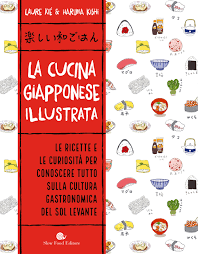 LAURE KIÉ & HARUNA KISHI
楽しい和ごはん
LA CUCINA
GIAPPONESE
ILLUSTRATA
LE RICETTE E
LE CURIOSITÀ PER
CONOSCERE TUTTO
SULLA CULTURA
GASTRONOMICA
DEL SOL LEVANTE
Slow Food Editore